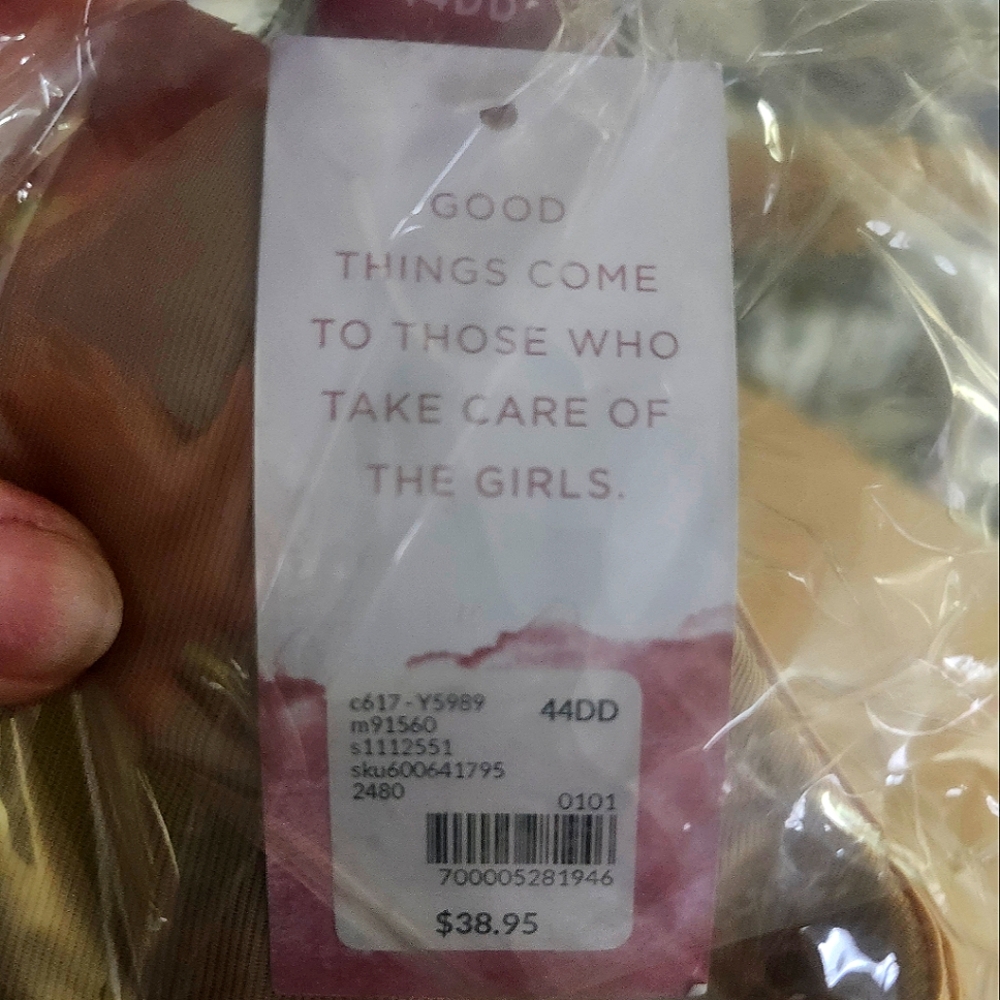 44DD
GOOD
THINGS COME
TO THOSE WHO
TAKE CARE OF
THE GIRLS.
c617-Y5989
44DD
m91560
s1112551
sku600641795
2480
0101
700005281946
$38.95